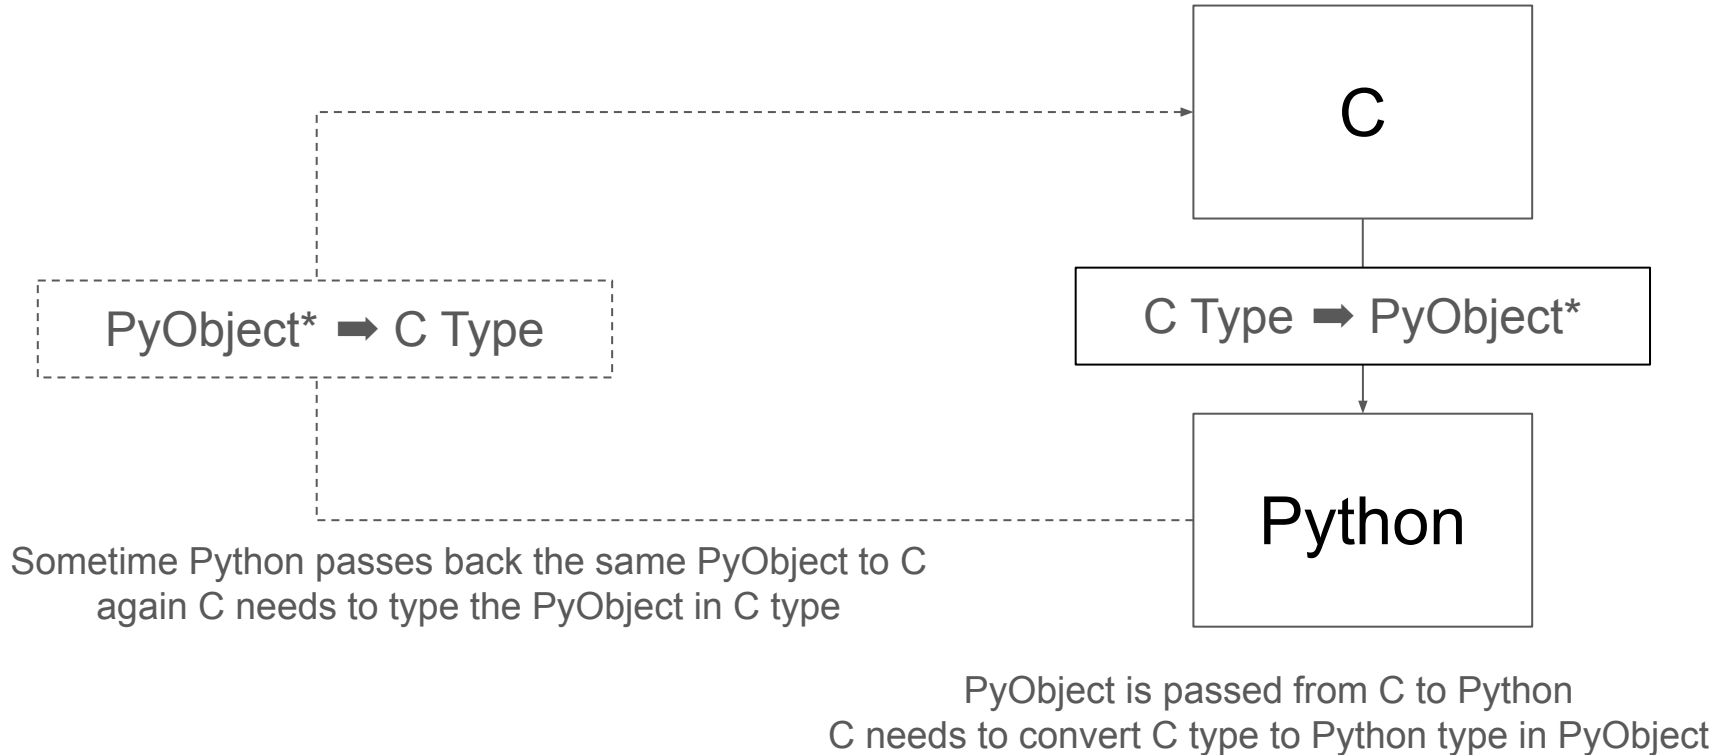 C
PyObject* ➡ C Type
C Type ➡ PyObject*
Python
Sometime Python passes back the same PyObject to C
again C needs to type the PyObject in C type
PyObject is passed from C to Python
C needs to convert C type to Python type in PyObject